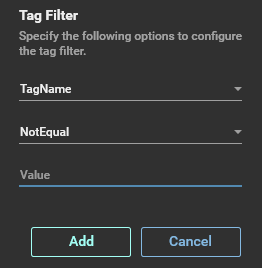 Tag Filter
Specify the following options to configure
the tag filter.
TagName
NotEqual
Value
Add
Cancel